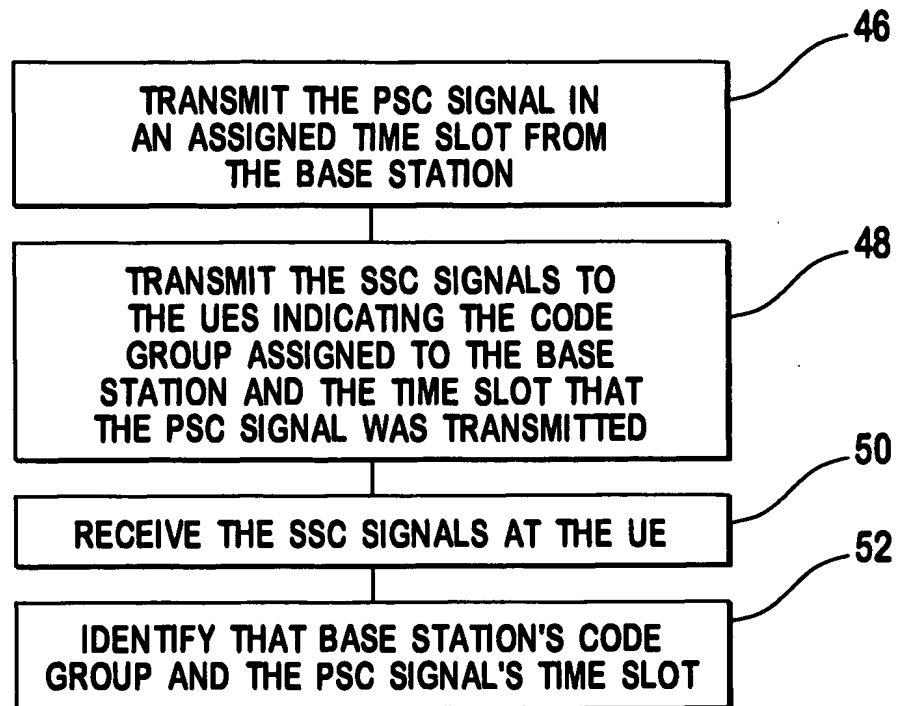 46
TRANSMIT THE PSC SIGNAL IN
AN ASSIGNED TIME SLOT FROM
THE BASE STATION
48
TRANSMIT THE SSC SIGNALS TO
THE UES INDICATING THE CODE
GROUP ASSIGNED TO THE BASE
STATION AND THE TIME SLOT THAT
THE PSC SIGNAL WAS TRANSMITTED
50
RECEIVE THE SSC SIGNALS AT THE UE
52
IDENTIFY THAT BASE STATION'S CODE
GROUP AND THE PSC SIGNAL'S TIME SLOT